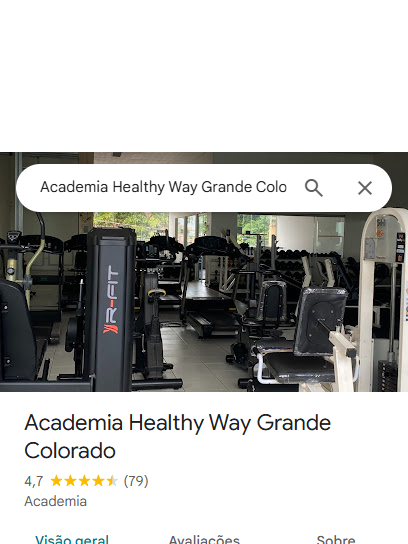 Academia Healthy Way Grande Colo
R-FIT
Academia Healthy Way Grande
Colorado
4,7 (79)
Academia
Visão geral Avaliações Sobre